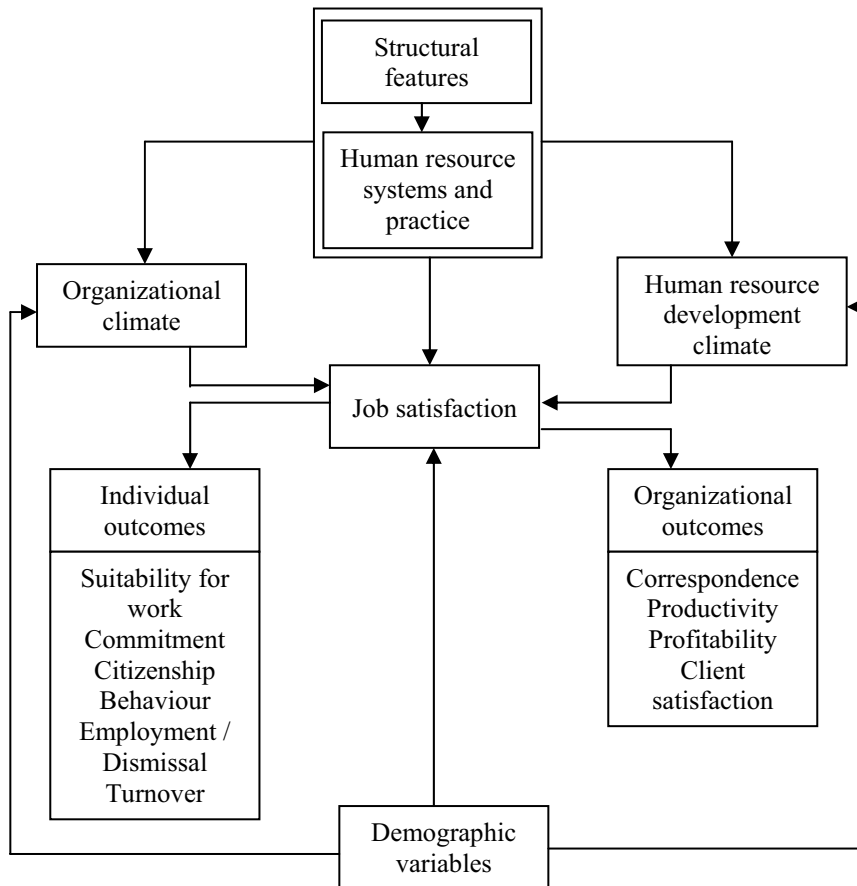 Structural
features
Human resource
systems and
practice
Organizational
climate
Human resource
development
climate
Job satisfaction
Individual
outcomes
Suitability for
work
Commitment
Citizenship
Behaviour
Employment /
Dismissal
Turnover
Organizational
outcomes
Correspondence
Productivity
Profitability
Client
satisfaction
Demographic
variables